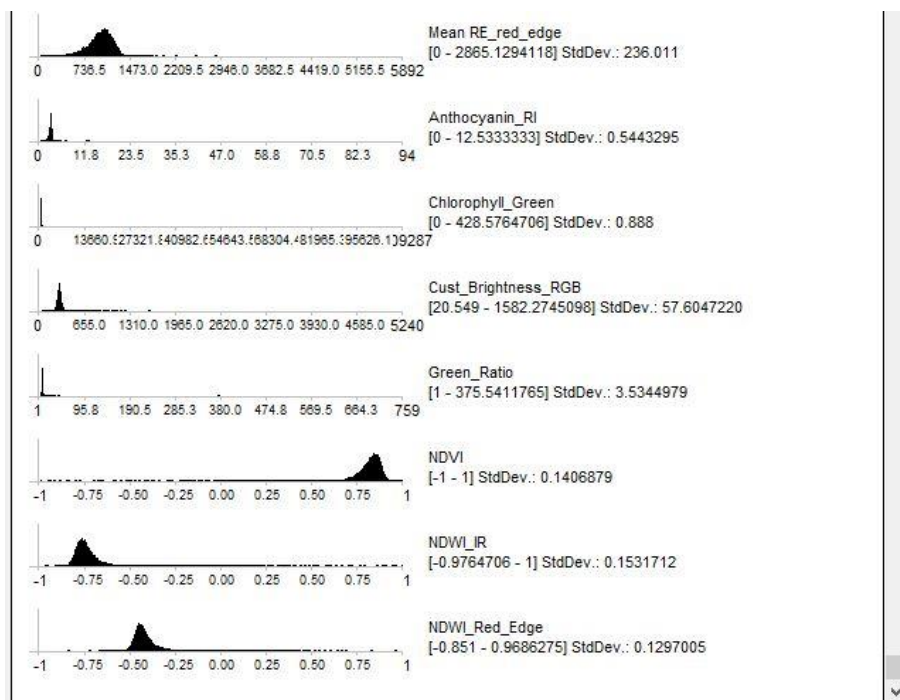 Mean RE_red_edge
[0 - 2865.1294118] StdDev.: 236.011
0 736.5 1473.0 2209.5 2946.0 3682.5 4419.0 5155.5 5892
Anthocyanin_RI
[0 - 12.5333333] StdDev.: 0.5443295
0 11.8 23.5 35.3 47.0 58.8 70.5 82.3 94
Chlorophyll_Green
[0 - 428.5764706] StdDev.: 0.888
0
Cust_Brightness_RGB
[20.549 - 1582.2745098] StdDev.: 57.6047220
0 655.0 1310.0 1965.0 2620.0 3275.0 3930.0 4585.0 5240
Green_Ratio
[1 - 375.5411765] StdDev.: 3.5344979
1 95.8 190.5 285.3 380.0 474.8 569.5 664.3 759
NDVI
[-1 - 1] StdDev.: 0.1406879
-1 -0.75 -0.50 -0.25 0.00 0.25 0.50 0.75 1
NDWI_IR
[-0.9764706 - 1] StdDev.: 0.1531712
-1 -0.75 -0.50 -0.25 0.00 0.25 0.50 0.75 1
NDWI_Red_Edge
[-0.851 - 0.9686275] StdDev.: 0.1297005
-1 -0.75 -0.50 -0.25 0.00 0.25 0.50 0.75 1